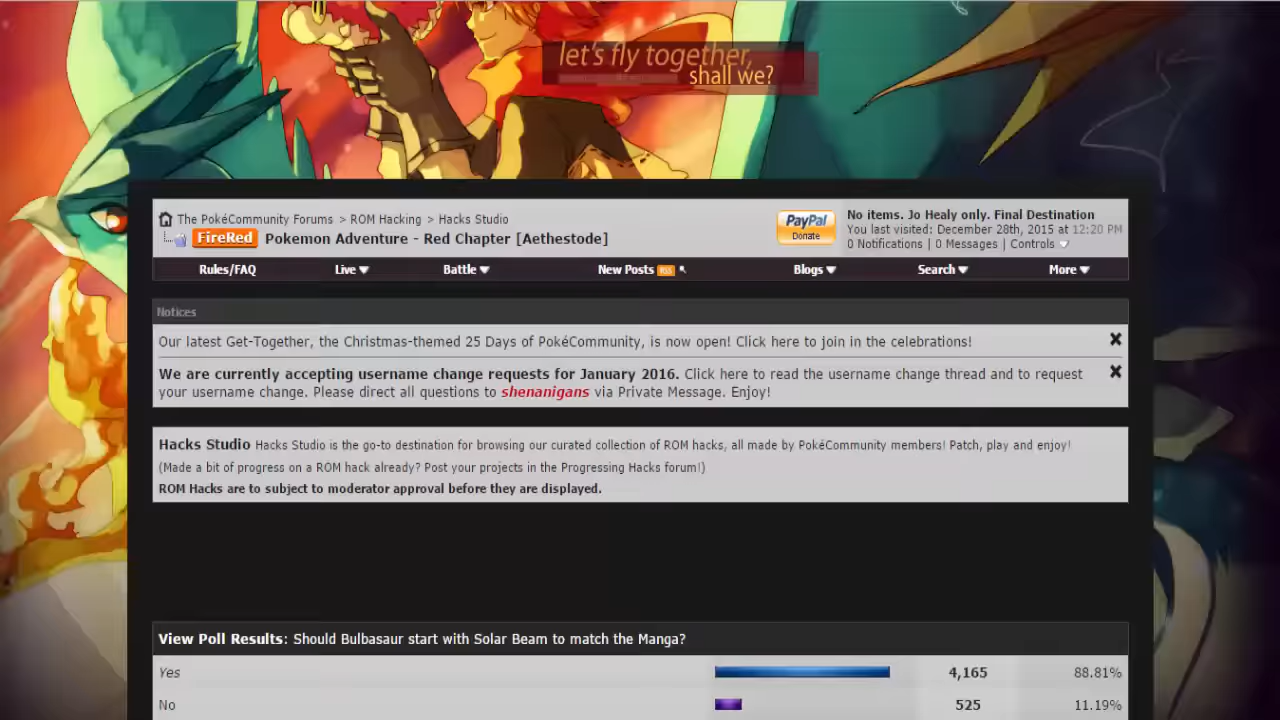 let's fly together,
shall we?
The PokéCommunity Forums > ROM Hacking > Hacks Studio
FireRed Pokemon Adventure - Red Chapter [Aethestode]
PayPal
Donate
No items. Jo Healy only. Final Destination
You last visited: December 28th, 2015 at 12:20 PM
0 Notifications | 0 Messages | Controls
Rules/FAQ Live Battle New Posts RSS Blogs Search More
Notices
Our latest Get-Together, the Christmas-themed 25 Days of PokéCommunity, is now open! Click here to join in the celebrations!
We are currently accepting username change requests for January 2016. Click here to read the username change thread and to request
your username change. Please direct all questions to shenanigans via Private Message. Enjoy!
Hacks Studio Hacks Studio is the go-to destination for browsing our curated collection of ROM hacks, all made by PokéCommunity members! Patch, play and enjoy!
(Made a bit of progress on a ROM hack already? Post your projects in the Progressing Hacks forum!)
ROM Hacks are to subject to moderator approval before they are displayed.
View Poll Results: Should Bulbasaur start with Solar Beam to match the Manga?
Yes 4,165 88.81%
No 525 11.19%